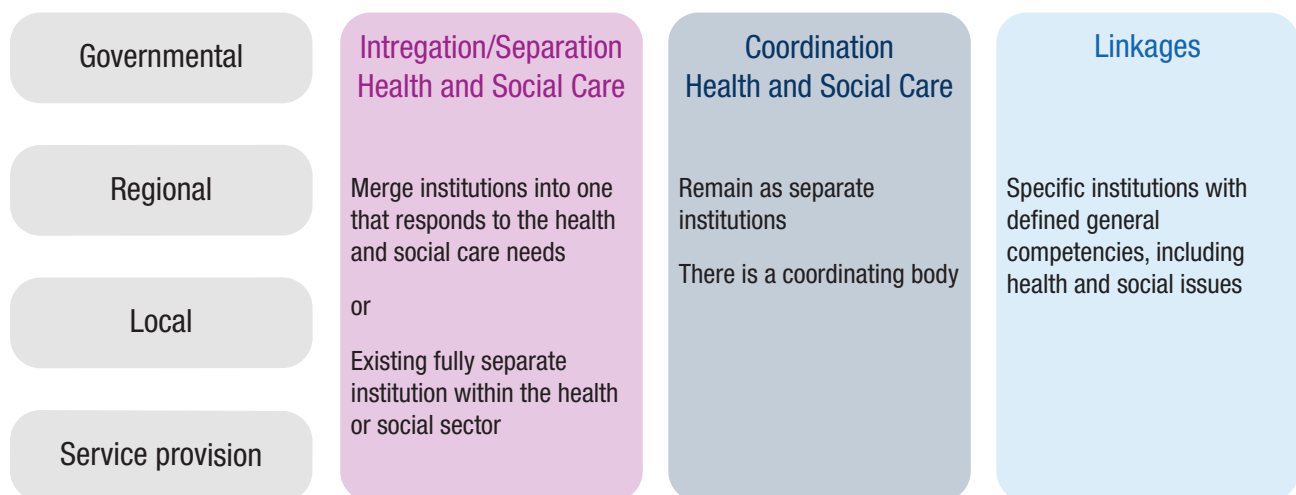 Governmental
Regional
Local
Service provision
Intregation/Separation
Health and Social Care
Merge institutions into one
that responds to the health
and social care needs
or
Existing fully separate
institution within the health
or social sector
Coordination
Health and Social Care
Remain as separate
institutions
There is a coordinating body
Linkages
Specific institutions with
defined general
competencies, including
health and social issues